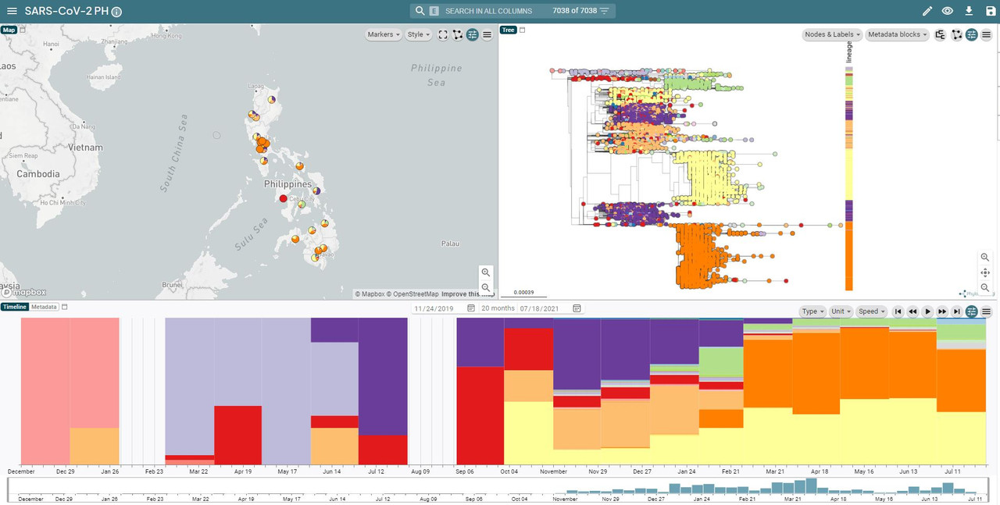 SARS-CoV-2 PH
E SEARCH IN ALL COLUMNS 7038 of 7038
Map
Markers
Style
Hanoi
Zhanjiang
Hong Kong
Laos
Hainan Island
Philippine
Sea
Laoag
Da Nang
Vietnam
South China Sea
Siem Reap
Cambodia
Ho Chi Minh City
Philippines
Sulu Sea
Palau
Brunei
mapbox
© Mapbox © OpenStreetMap Improve this map
Tree
Nodes & Labels
Metadata blocks
lineage
0.00039
Timeline Metadata
11/24/2019 20 months 07/18/2021
Type
Unit
Speed
December Dec 29 Jan 26 Feb 23 Mar 22 Apr 19 May 17 Jun 14 Jul 12 Aug 09 Sep 06 Oct 04 November Nov 29 Dec 27 Jan 24 Feb 21 Mar 21 Apr 18 May 16 Jun 13 Jul 11
December Dec 29 Jan 26 Feb 23 Mar 22 Apr 19 May 17 Jun 14 Jul 12 Aug 09 Sep 06 Oct 04 November Nov 29 Dec 27 Jan 24 Feb 21 Mar 21 Apr 18 May 16 Jun 13 Jul 11